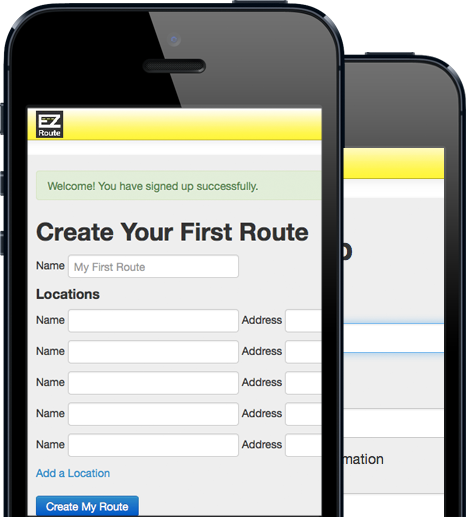 EZ
Route
Welcome! You have signed up successfully.
Create Your First Route
Name My First Route
Locations
Name Address
Name Address
Name Address
Name Address
Name Address
mation
Add a Location
Create My Route